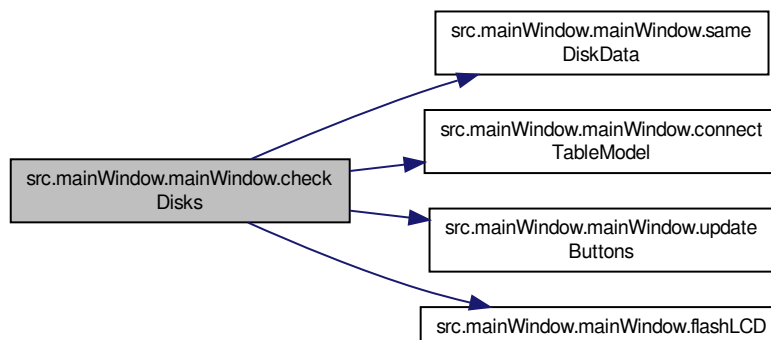 src.mainWindow.mainWindow.same
DiskData
src.mainWindow.mainWindow.connect
TableModel
src.mainWindow.mainWindow.check
Disks
src.mainWindow.mainWindow.update
Buttons
src.mainWindow.mainWindow.flashLCD